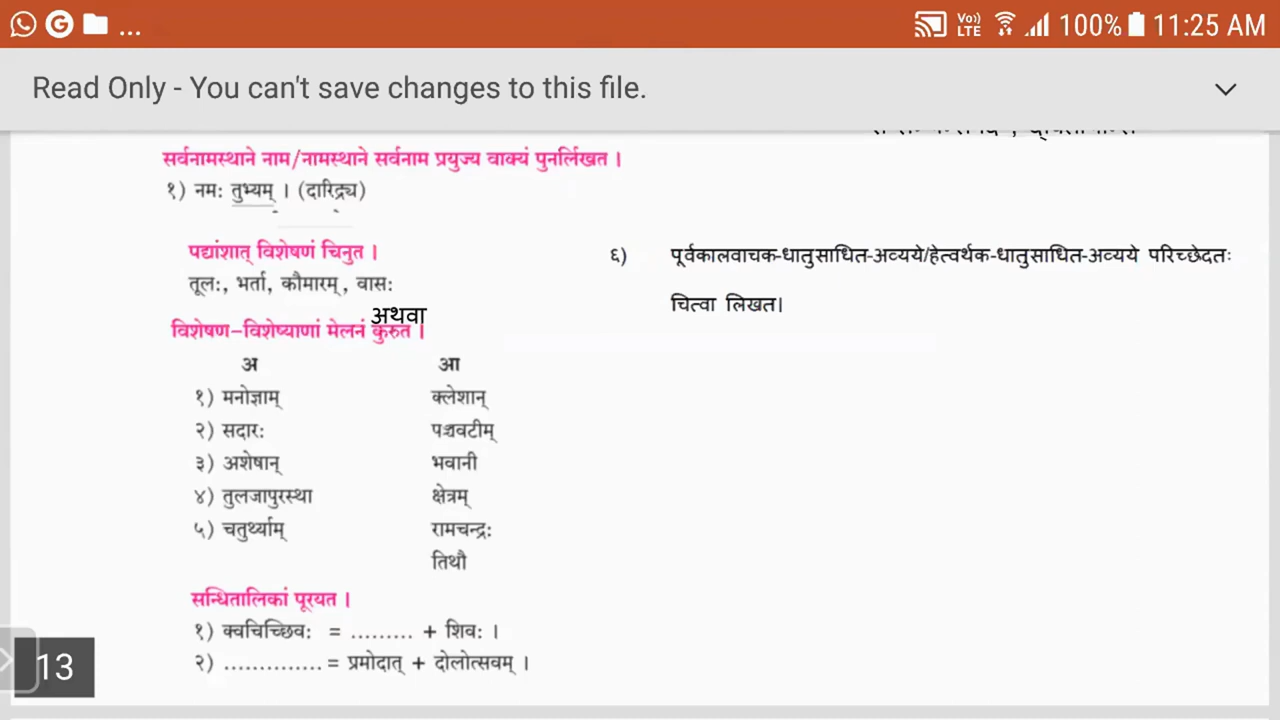 ... Vo)) LTE 100% 11:25 AM
Read Only - You can't save changes to this file.
सर्वनामस्थाने नाम/नामस्थाने सर्वनाम प्रयुज्य वाक्यं पुनर्लिखत ।
१) नमः तुभ्यम् । (दारिद्र्य)
पद्यांशात् विशेषणं चिनुत ।
तूलः, भर्ता, कौमारम् , वासः
अथवा
विशेषण-विशेष्याणां मेलनं कुरुत ।
अ आ
१) मनोज्ञाम् क्लेशान्
२) सदारः पञ्चवटीम्
३) अशेषान् भवानी
४) तुलजापुरस्था क्षेत्रम्
५) चतुर्थ्याम् रामचन्द्रः
तिथौ
सन्धितालिकां पूरयत ।
१) क्वचिच्छिवः = ......... + शिवः ।
२) .............. = प्रमोदात् + दोलोत्सवम् ।
६) पूर्वकालवाचक-धातुसाधित-अव्यये/हेत्वर्थक-धातुसाधित-अव्यये परिच्छेदतः
चित्वा लिखत।
13